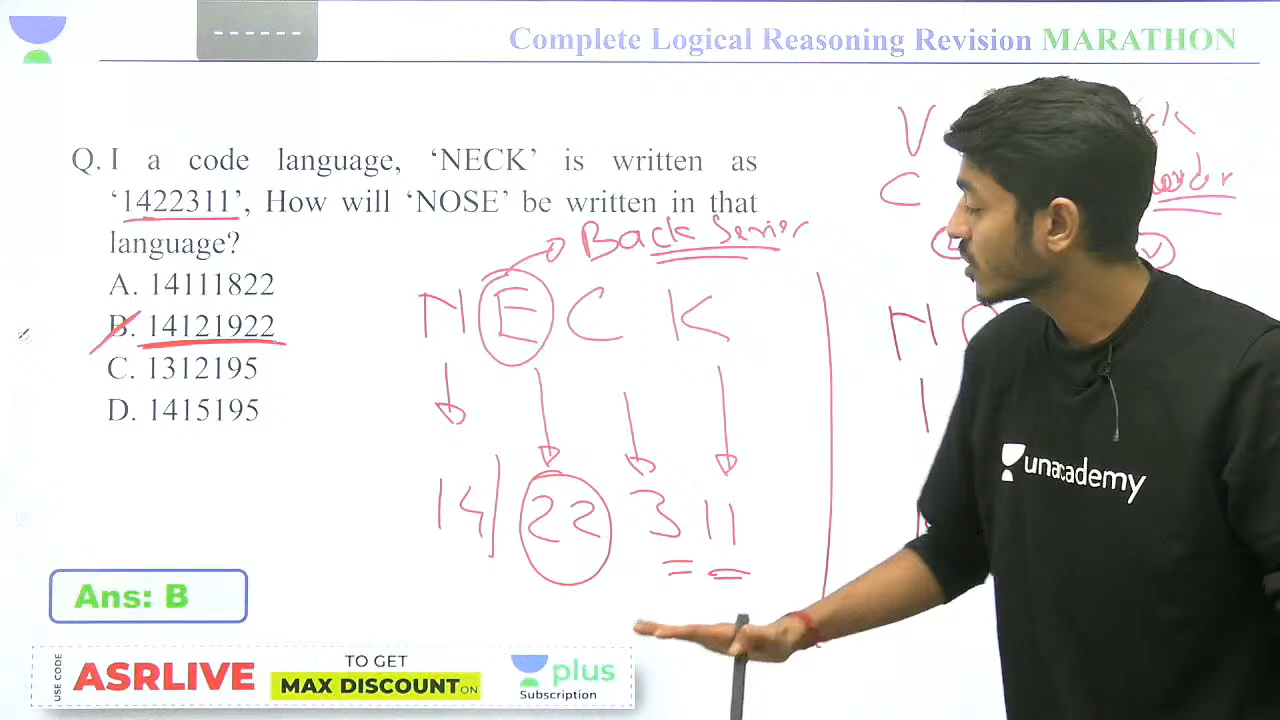 Complete Logical Reasoning Revision MARATHON
Q. I a code language, ‘NECK’ is written as
‘1422311’, How will ‘NOSE’ be written in that
language?
A. 14111822
B. 14121922
C. 1312195
D. 1415195
Back Series
N E C K
14 22 3 11
V
C
N O
Ans: B
USE CODE
ASRLIVE
TO GET
MAX DISCOUNT ON
plus
Subscription
unacademy